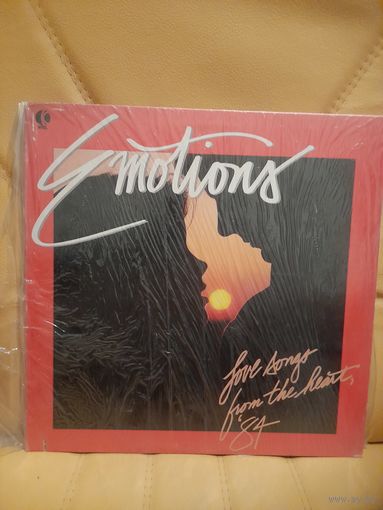 K
Emotions
love songs
from the heart,
'84